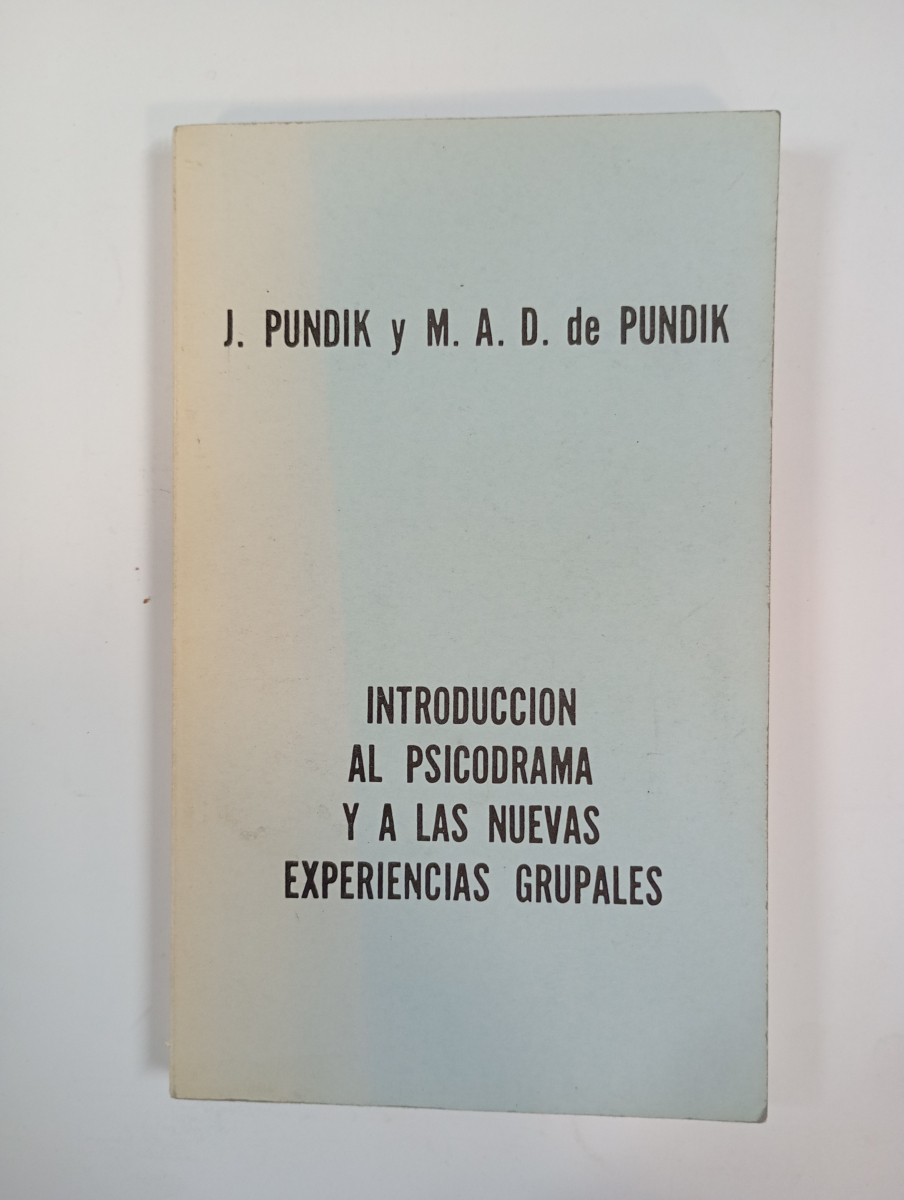 J. PUNDIK y M. A. D. de PUNDIK
INTRODUCCION
AL PSICODRAMA
Y A LAS NUEVAS
EXPERIENCIAS GRUPALES